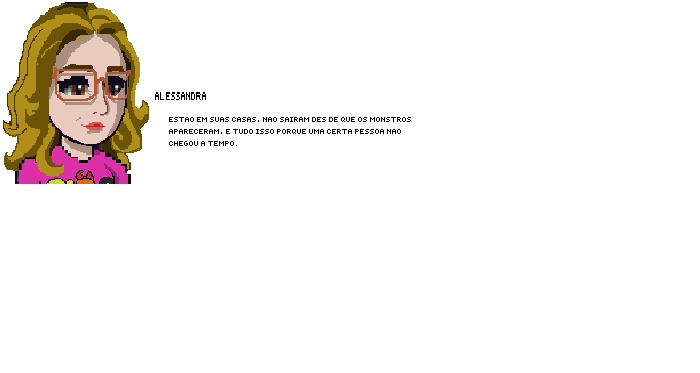 ALESSANDRA
ESTAO EM SUAS CASAS, NAO SAIRAM DES DE QUE OS MONSTROS
APARECERAM, E TUDO ISSO PORQUE UMA CERTA PESSOA NAO
CHEGOU A TEMPO.